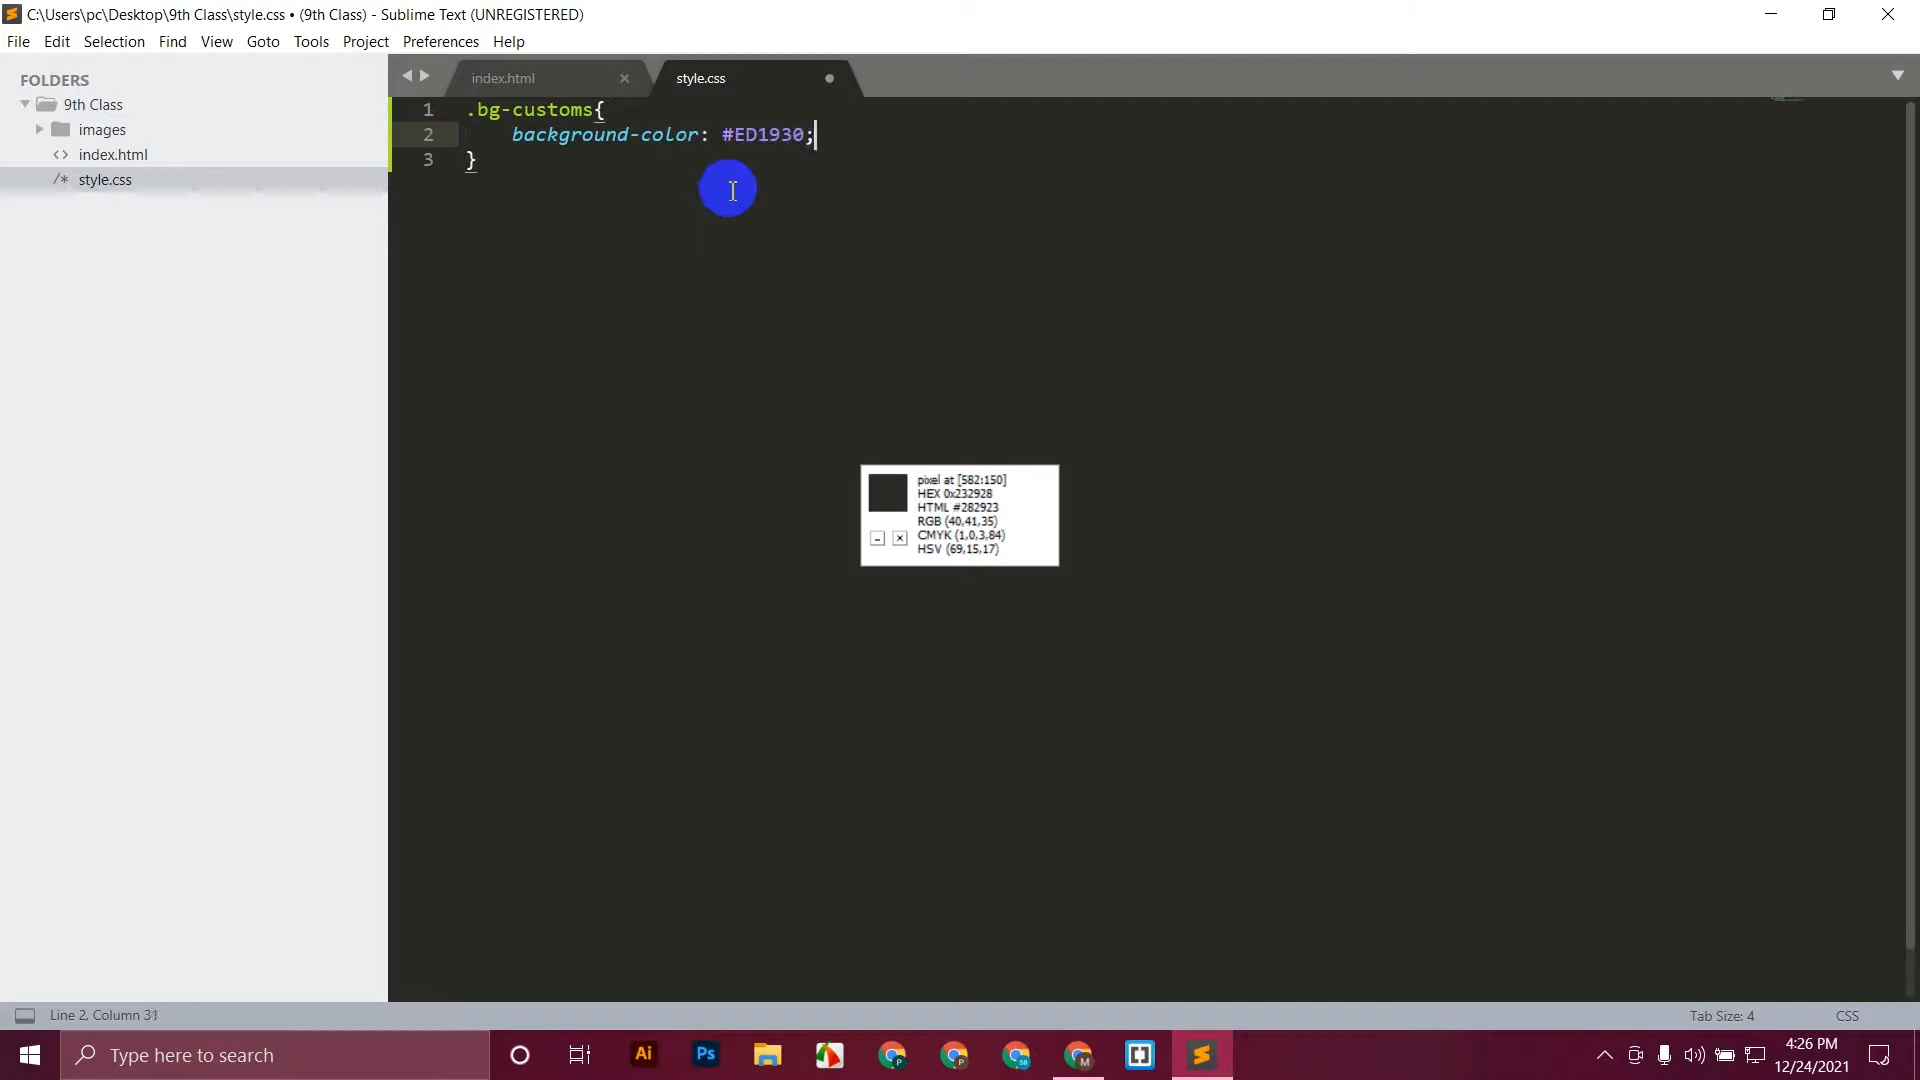 C:\Users\pc\Desktop\9th Class\style.css • (9th Class) - Sublime Text (UNREGISTERED)
File Edit Selection Find View Goto Tools Project Preferences Help
FOLDERS
9th Class
images
<> index.html
/* style.css
index.html
style.css
1 .bg-customs{
2 background-color: #ED1930;
3 }
pixel at [582:150]
HEX 0x232928
HTML #282923
RGB (40,41,35)
CMYK (1,0,3,84)
HSV (69,15,17)
Line 2, Column 31
Tab Size: 4
CSS
Type here to search
Ai
Ps
P
P
sa
M
4:26 PM
12/24/2021